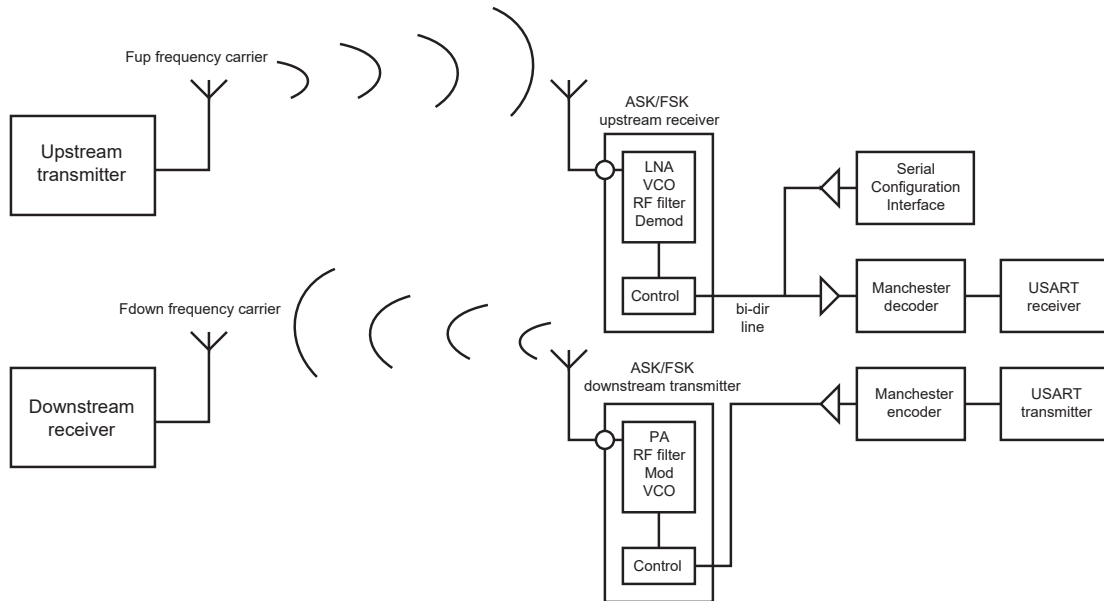 Fup frequency carrier
Upstream
transmitter
ASK/FSK
upstream receiver
LNA
VCO
RF filter
Demod
Control
bi-dir
line
Serial
Configuration
Interface
Manchester
decoder
USART
receiver
Fdown frequency carrier
Downstream
receiver
ASK/FSK
downstream transmitter
PA
RF filter
Mod
VCO
Control
Manchester
encoder
USART
transmitter